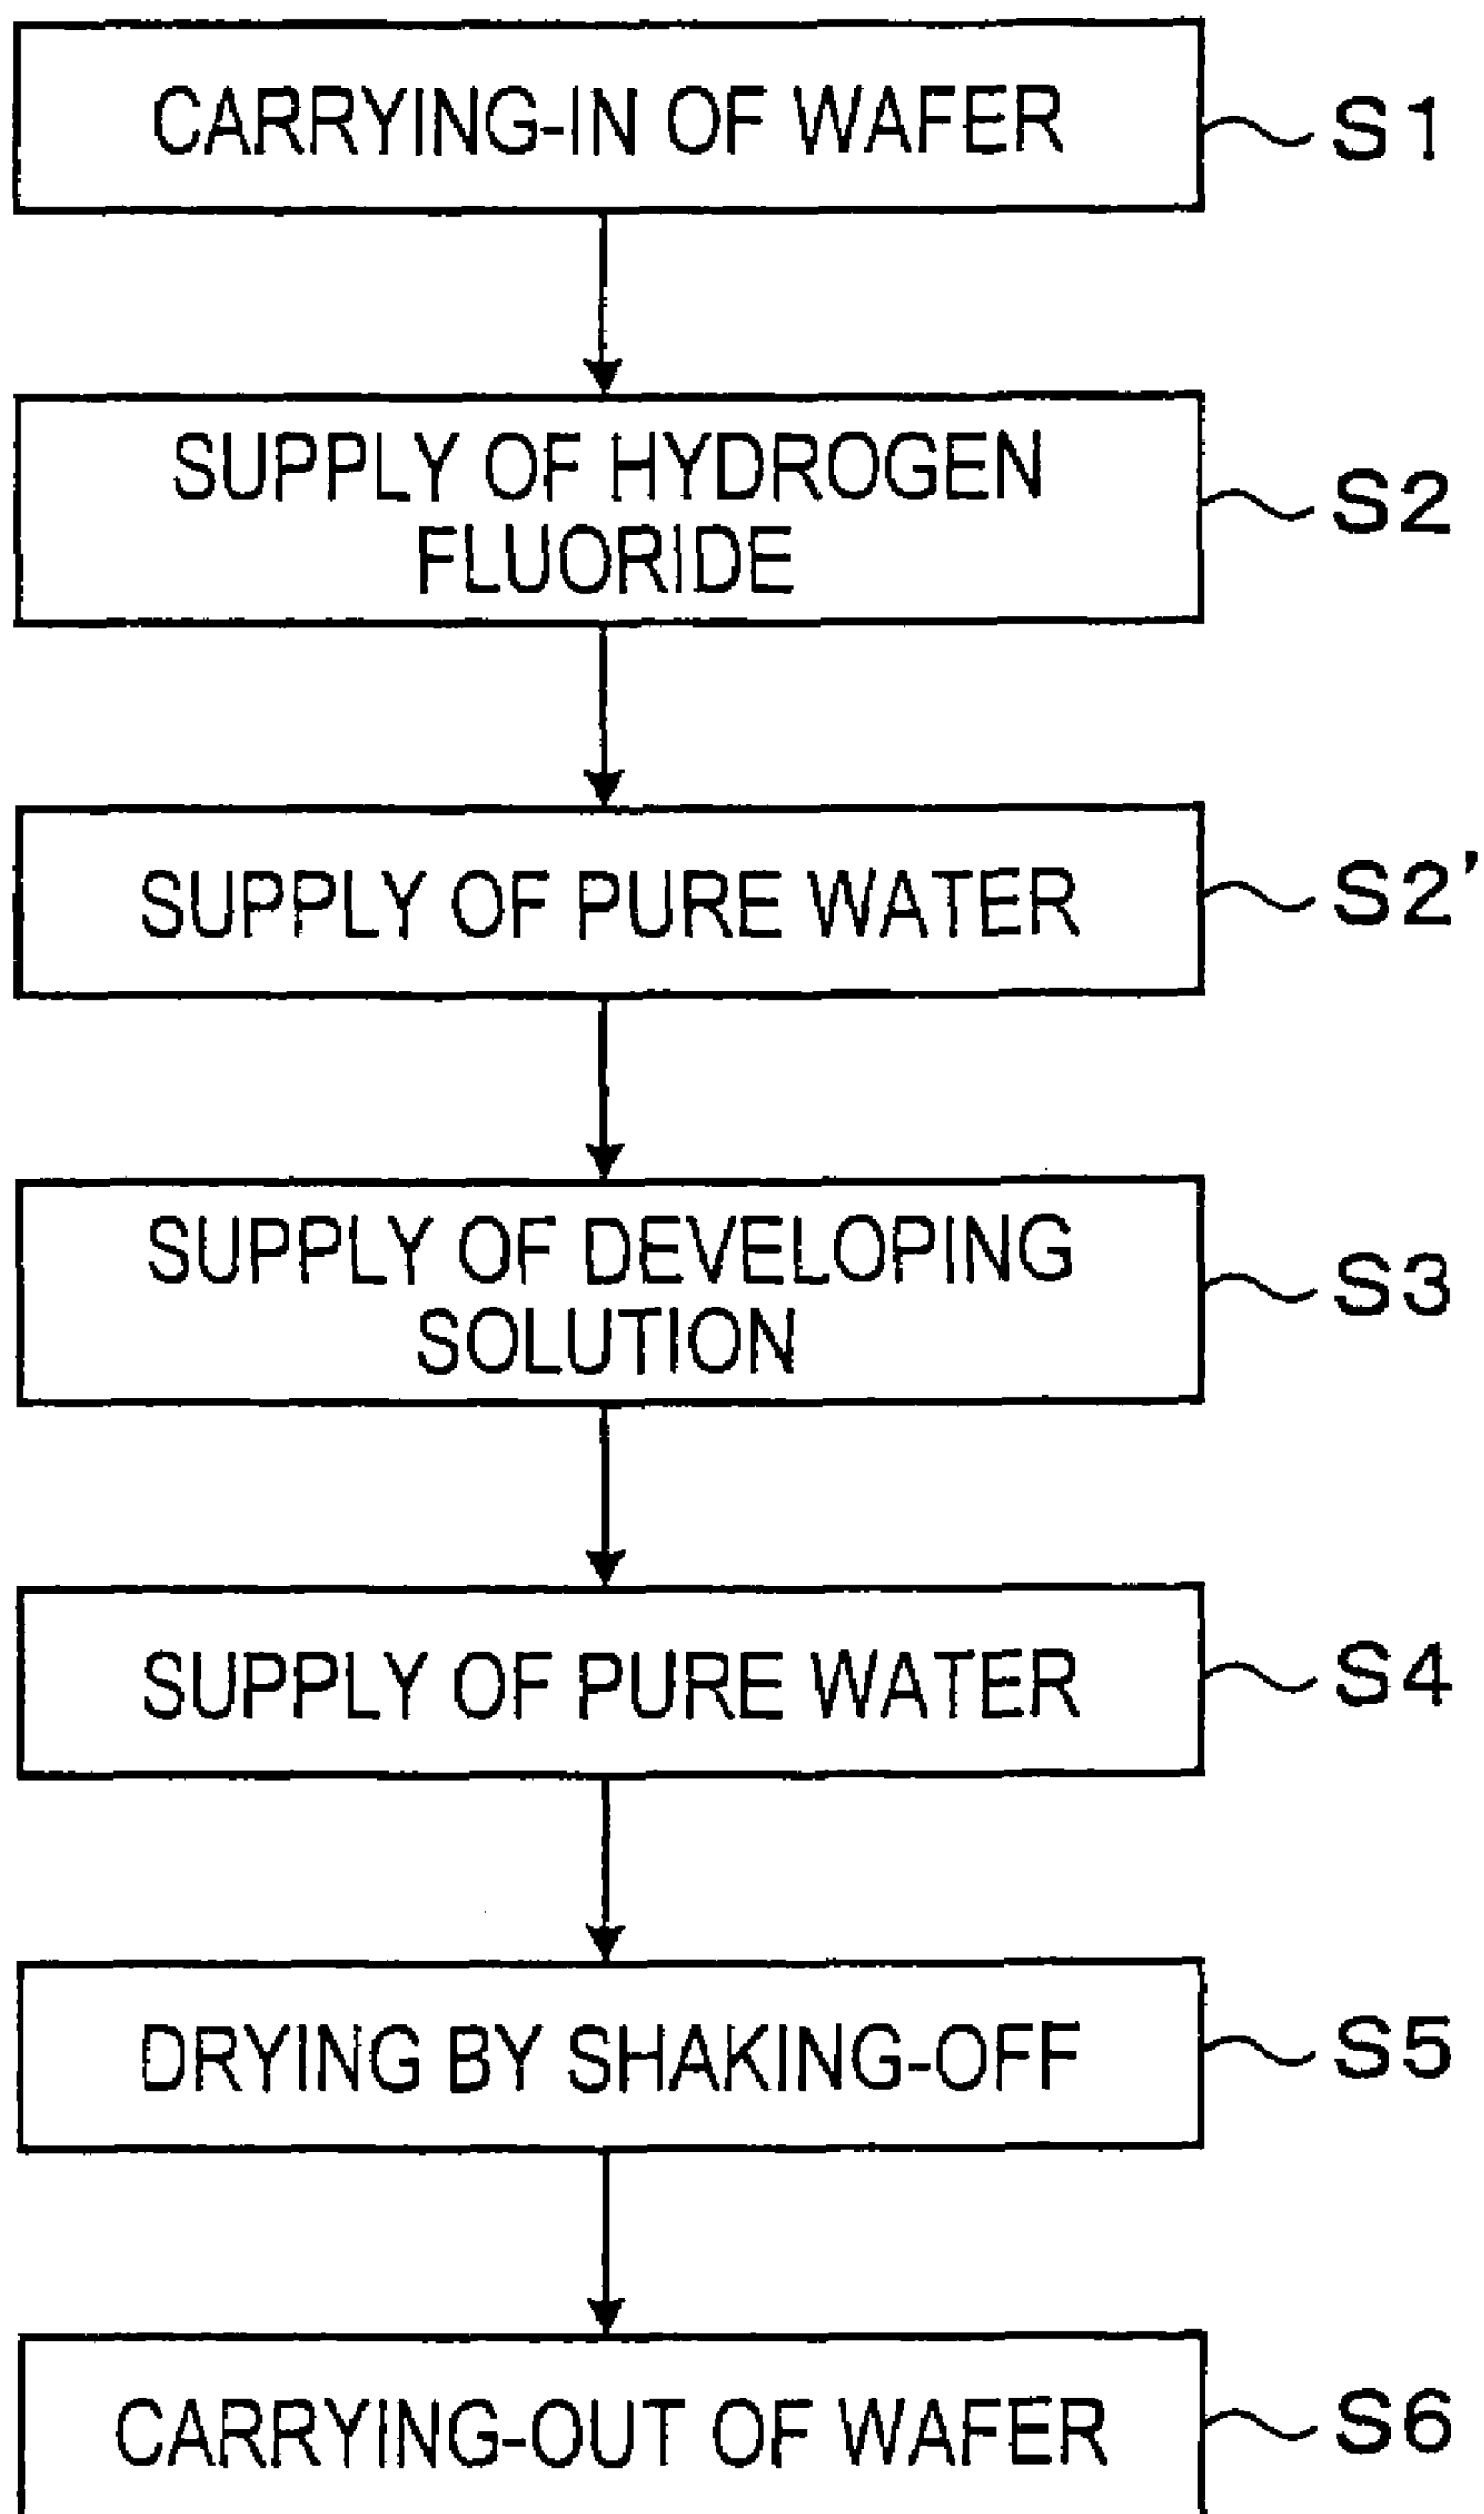 CARRYING-IN OF WAFER S1
SUPPLY OF HYDROGEN
FLUORIDE
S2
SUPPLY OF PURE WATER S2'
SUPPLY OF DEVELOPING
SOLUTION
S3
SUPPLY OF PURE WATER S4
DRYING BY SHAKING-OFF S5
CARRYING-OUT OF WAFER S6